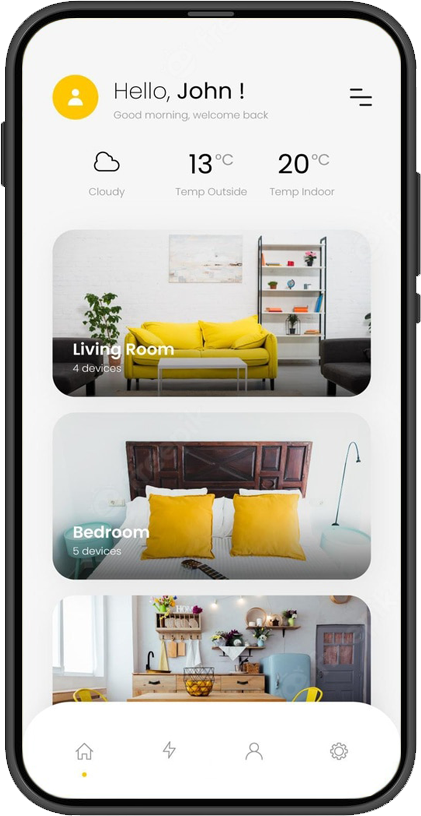 Hello, John !
Good morning, welcome back
13°C 20°C
Cloudy Temp Outside Temp Indoor
Living Room
4 devices
Bedroom
5 devices